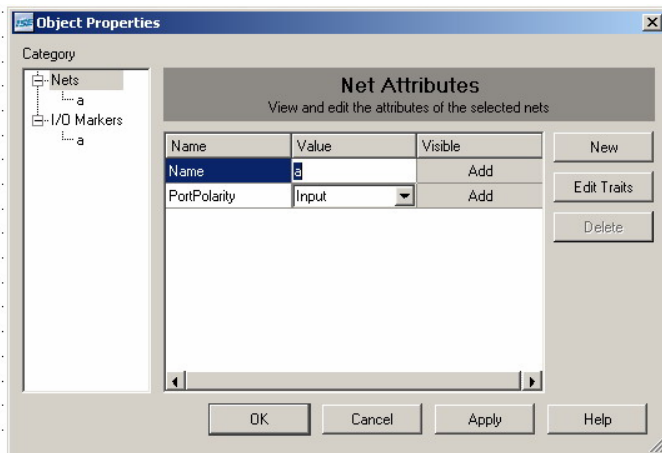 ISE Object Properties
Category
Nets
a
I/O Markers
a
Net Attributes
View and edit the attributes of the selected nets
Name Value Visible
Name a Add
PortPolarity Input Add
New
Edit Traits
Delete
OK Cancel Apply Help